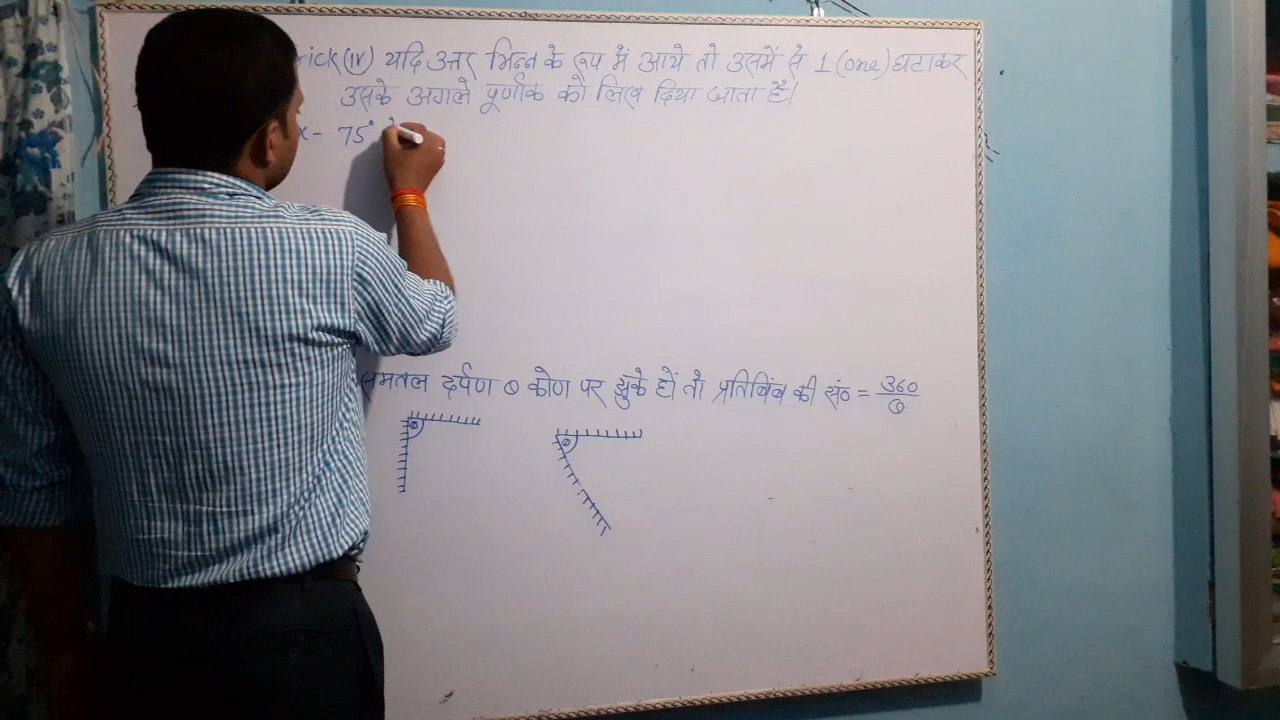 rick (IV) यदि उत्तर भिन्न के रूप में आये तो उसमें से 1 (one) घटाकर
उसके अगले पूर्णांक को लिख दिया जाता है।
x - 75°
समतल दर्पण θ कोण पर झुके हों तो प्रतिबिंब की सं० = 360/θ
θ θ